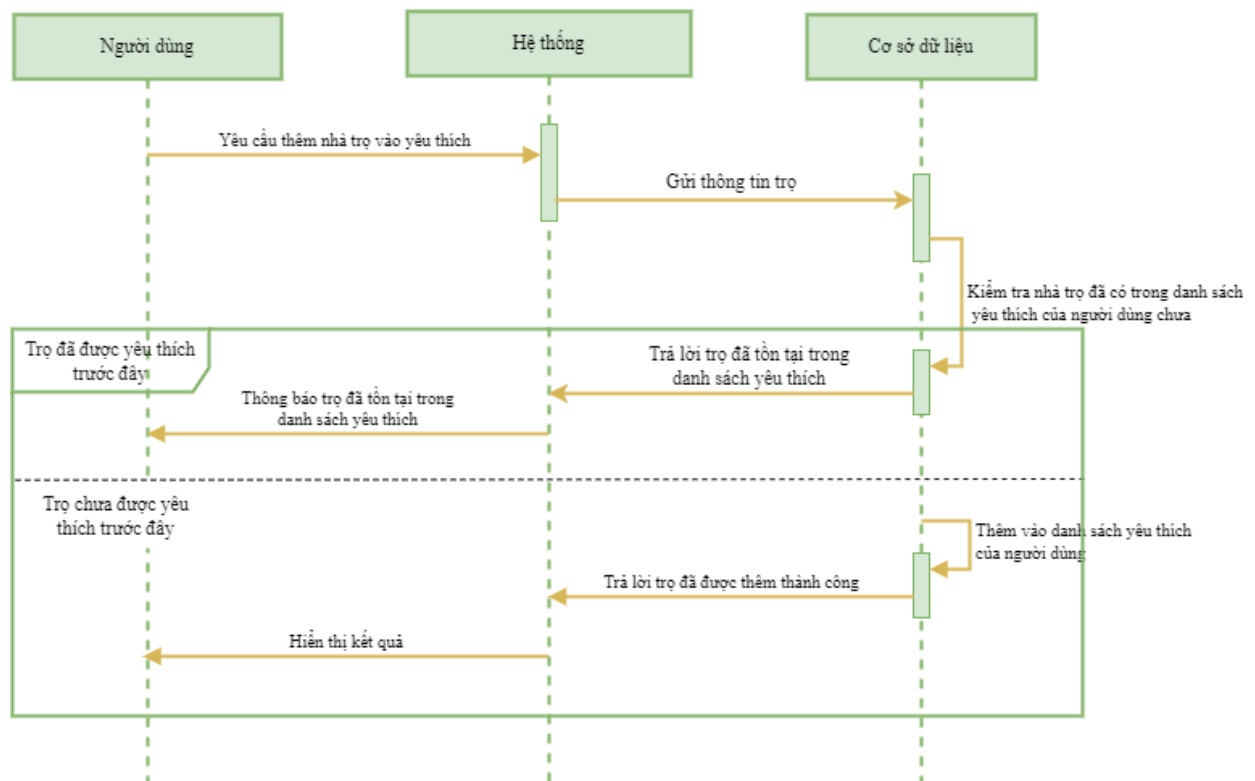 Người dùng
Hệ thống
Cơ sở dữ liệu
Yêu cầu thêm nhà trọ vào yêu thích
Gửi thông tin trọ
Kiểm tra nhà trọ đã có trong danh sách
yêu thích của người dùng chưa
Trọ đã được yêu thích
trước đây
Trả lời trọ đã tồn tại trong
danh sách yêu thích
Thông báo trọ đã tồn tại trong
danh sách yêu thích
Trọ chưa được yêu
thích trước đây
Thêm vào danh sách yêu thích
của người dùng
Trả lời trọ đã được thêm thành công
Hiển thị kết quả